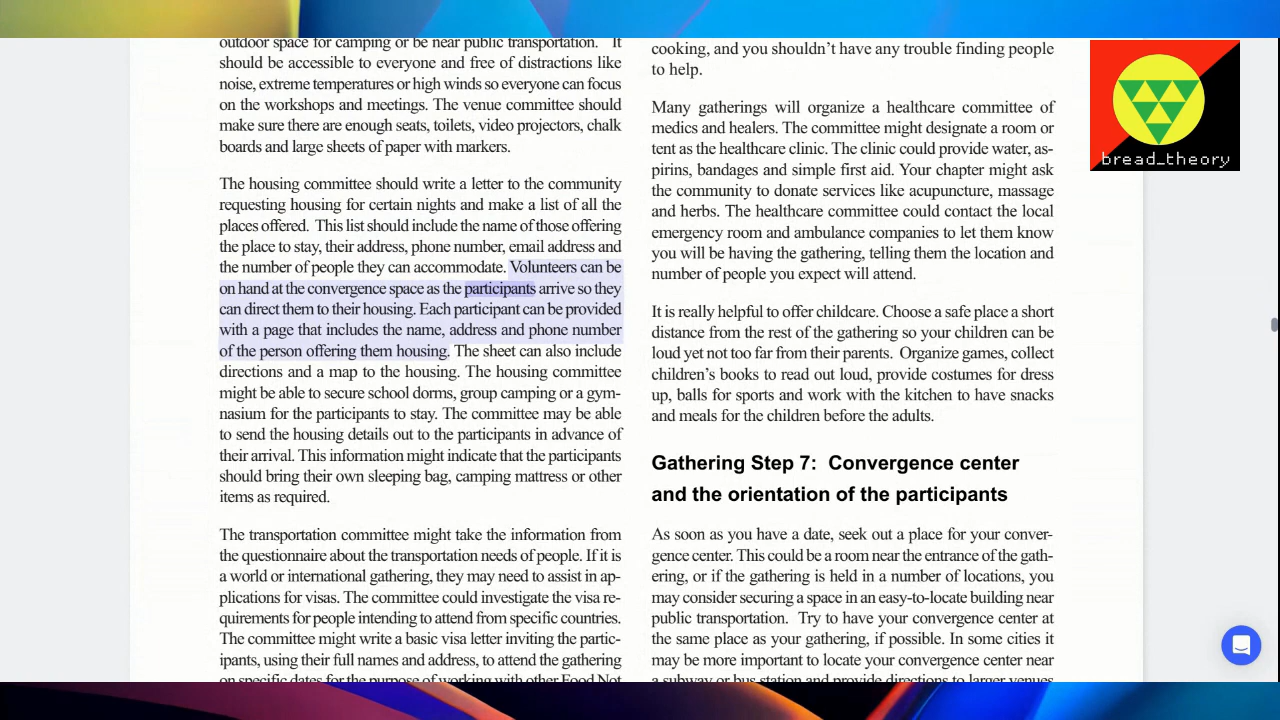 outdoor space for camping or be near public transportation. It
should be accessible to everyone and free of distractions like
noise, extreme temperatures or high winds so everyone can focus
on the workshops and meetings. The venue committee should
make sure there are enough seats, toilets, video projectors, chalk
boards and large sheets of paper with markers.
The housing committee should write a letter to the community
requesting housing for certain nights and make a list of all the
places offered. This list should include the name of those offering
the place to stay, their address, phone number, email address and
the number of people they can accommodate. Volunteers can be
on hand at the convergence space as the participants arrive so they
can direct them to their housing. Each participant can be provided
with a page that includes the name, address and phone number
of the person offering them housing. The sheet can also include
directions and a map to the housing. The housing committee
might be able to secure school dorms, group camping or a gym-
nasium for the participants to stay. The committee may be able
to send the housing details out to the participants in advance of
their arrival. This information might indicate that the participants
should bring their own sleeping bag, camping mattress or other
items as required.
The transportation committee might take the information from
the questionnaire about the transportation needs of people. If it is
a world or international gathering, they may need to assist in ap-
plications for visas. The committee could investigate the visa re-
quirements for people intending to attend from specific countries.
The committee might write a basic visa letter inviting the partic-
ipants, using their full names and address, to attend the gathering
on specific dates for the purpose of working with other Food Not
cooking, and you shouldn't have any trouble finding people
to help.
Many gatherings will organize a healthcare committee of
medics and healers. The committee might designate a room or
tent as the healthcare clinic. The clinic could provide water, as-
pirins, bandages and simple first aid. Your chapter might ask
the community to donate services like acupuncture, massage
and herbs. The healthcare committee could contact the local
emergency room and ambulance companies to let them know
you will be having the gathering, telling them the location and
number of people you expect will attend.
It is really helpful to offer childcare. Choose a safe place a short
distance from the rest of the gathering so your children can be
loud yet not too far from their parents. Organize games, collect
children's books to read out loud, provide costumes for dress
up, balls for sports and work with the kitchen to have snacks
and meals for the children before the adults.
Gathering Step 7: Convergence center
and the orientation of the participants
As soon as you have a date, seek out a place for your conver-
gence center. This could be a room near the entrance of the gath-
ering, or if the gathering is held in a number of locations, you
may consider securing a space in an easy-to-locate building near
public transportation. Try to have your convergence center at
the same place as your gathering, if possible. In some cities it
may be more important to locate your convergence center near
a subway or bus station and provide directions to larger venues
bread_theory